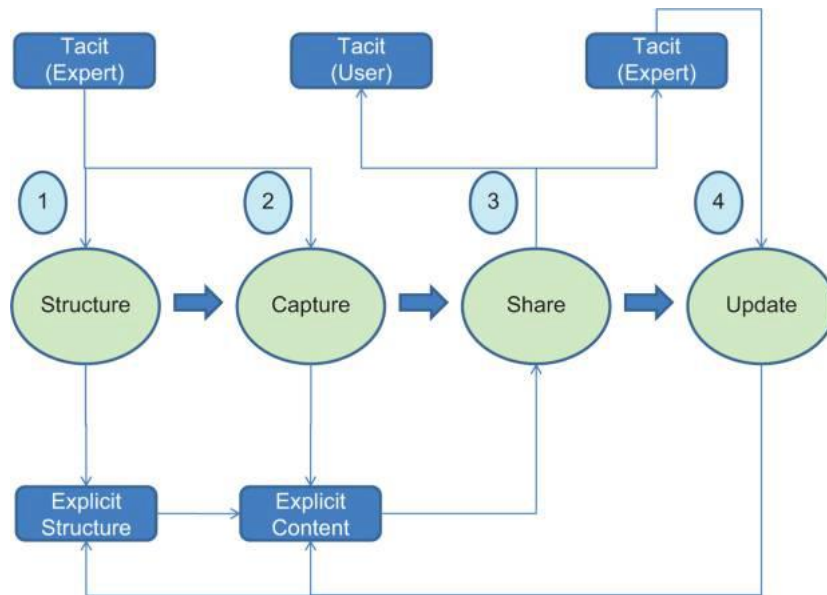 Tacit
(Expert)
Tacit
(User)
Tacit
(Expert)
1
2
3
4
Structure
Capture
Share
Update
Explicit
Structure
Explicit
Content